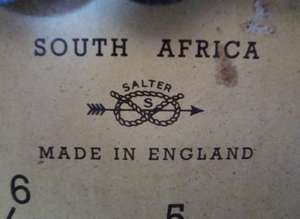 SOUTH AFRICA
SALTER
S
MADE IN ENGLAND
6
5